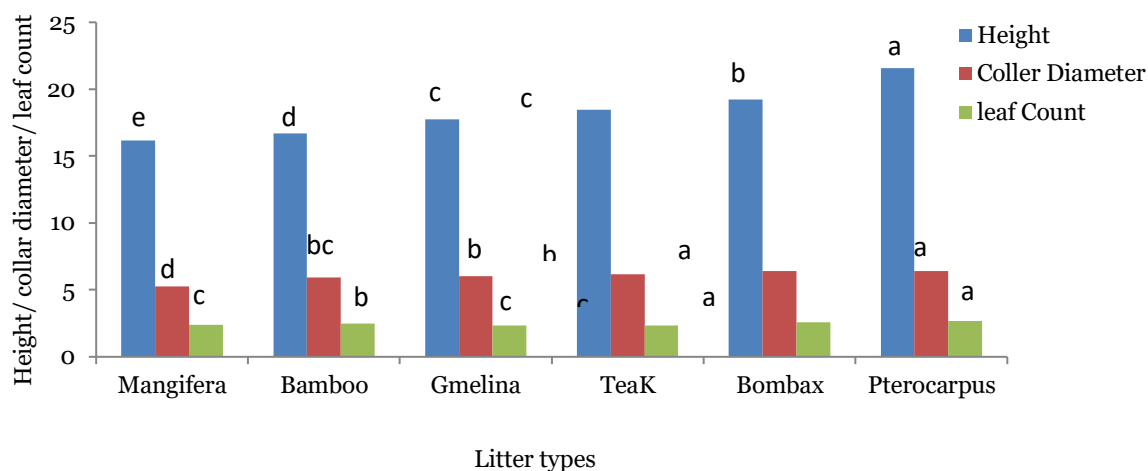 Height/ collar diameter/ leaf count
25
20
15
10
5
0
e
d
c
c
b
a
d
bc
b
b
a
a
c
b
c
c
a
a
Mangifera
Bamboo
Gmelina
TeaK
Bombax
Pterocarpus
Litter types
Height
Coller Diameter
leaf Count